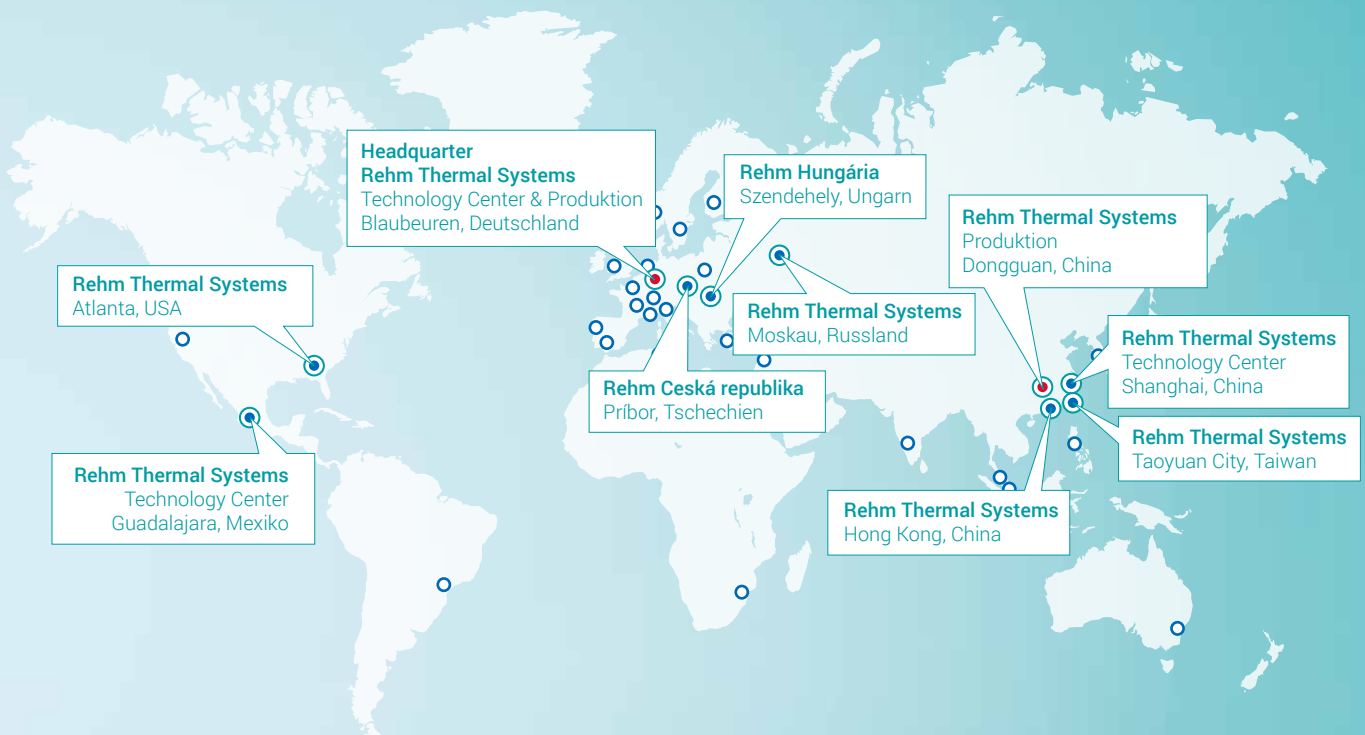 Headquarter
Rehm Thermal Systems
Technology Center & Produktion
Blaubeuren, Deutschland
Rehm Hungária
Szendehely, Ungarn
Rehm Thermal Systems
Produktion
Dongguan, China
Rehm Thermal Systems
Atlanta, USA
Rehm Thermal Systems
Moskau, Russland
Rehm Thermal Systems
Technology Center
Shanghai, China
Rehm Ceská republika
Príbor, Tschechien
Rehm Thermal Systems
Taoyuan City, Taiwan
Rehm Thermal Systems
Technology Center
Guadalajara, Mexiko
Rehm Thermal Systems
Hong Kong, China